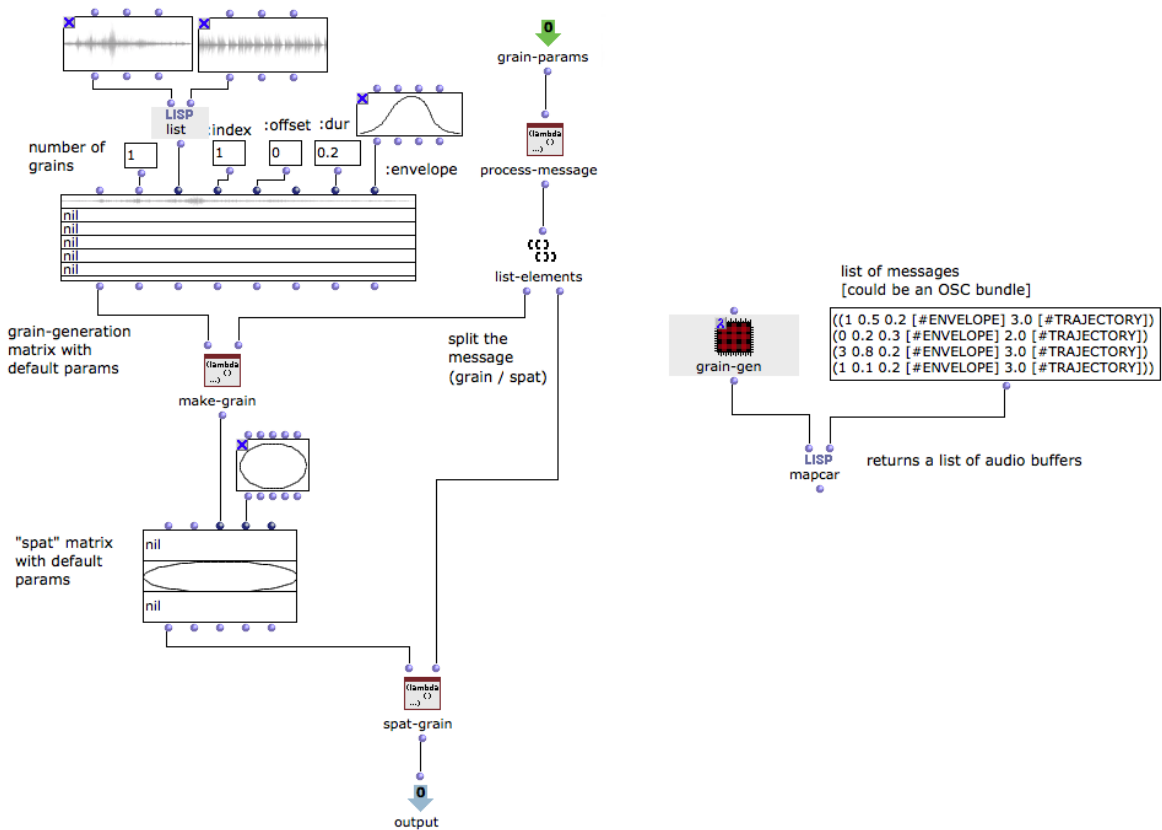 0
grain-params
LISP
list
:index
:offset
:dur
number of
grains
1
1
0
0.2
:envelope
(lambda
()
...)
process-message
nil
nil
nil
nil
nil
(()
())
list-elements
grain-generation
matrix with
default params
(lambda
()
...)
make-grain
split the
message
(grain / spat)
"spat" matrix
with default
params
nil
nil
(lambda
()
...)
spat-grain
0
output
list of messages
[could be an OSC bundle]
((1 0.5 0.2 [#ENVELOPE] 3.0 [#TRAJECTORY])
(0 0.2 0.3 [#ENVELOPE] 2.0 [#TRAJECTORY])
(3 0.8 0.2 [#ENVELOPE] 3.0 [#TRAJECTORY])
(1 0.1 0.2 [#ENVELOPE] 3.0 [#TRAJECTORY]))
grain-gen
LISP
mapcar
returns a list of audio buffers